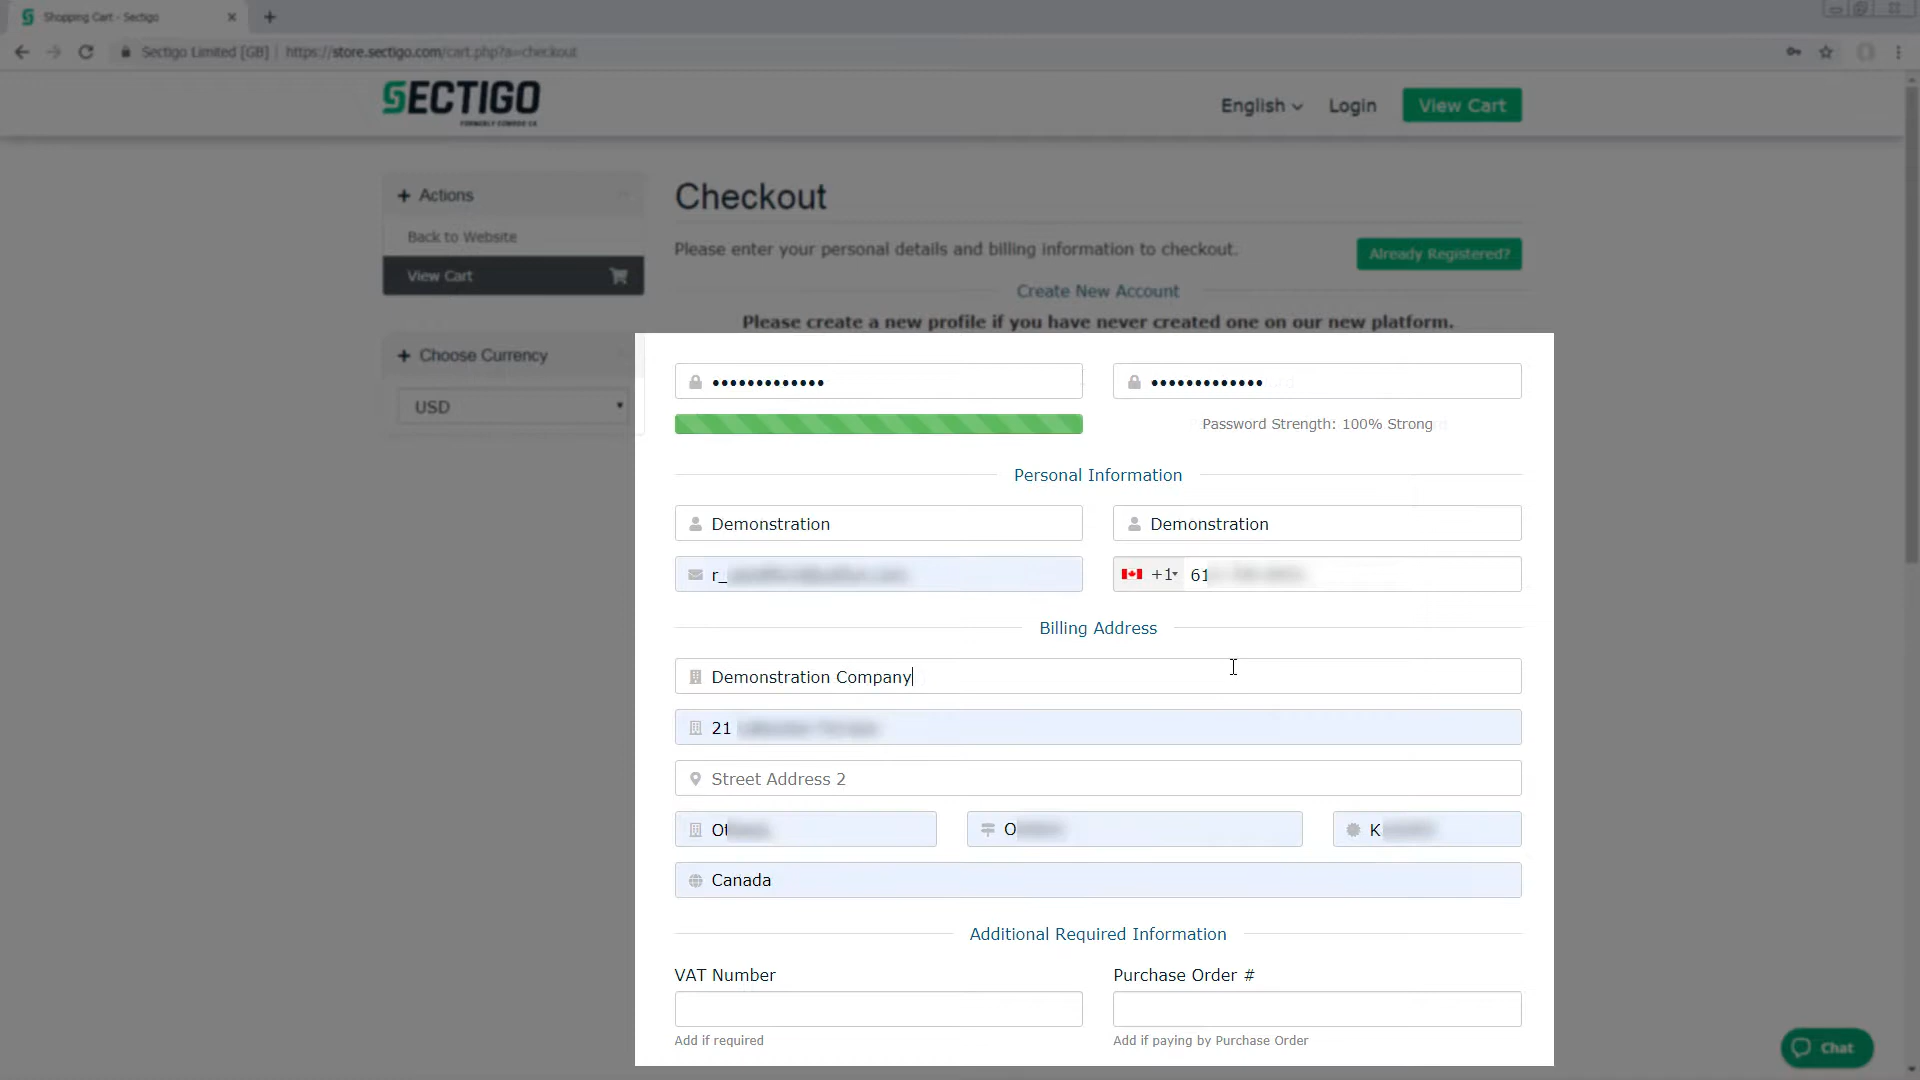 Shopping Cart - Sectigo
Sectigo Limited [GB] | https://store.sectigo.com/cart.php?a=checkout
SECTIGO
FORMERLY COMODO CA
English
Login
View Cart
Actions
Back to Website
View Cart
Choose Currency
USD
Checkout
Please enter your personal details and billing information to checkout.
Already Registered?
Create New Account
Please create a new profile if you have never created one on our new platform.
•••••••••••••
•••••••••••••
Password Strength: 100% Strong
Personal Information
Demonstration
Demonstration
r_
+1
61
Billing Address
Demonstration Company
21
Street Address 2
Ot
O
K
Canada
Additional Required Information
VAT Number
Purchase Order #
Add if required
Add if paying by Purchase Order
Chat